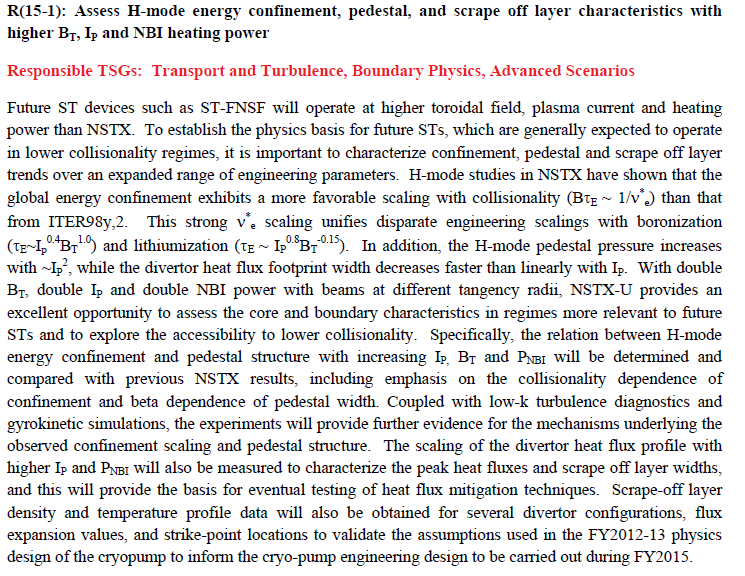 R(15-1): Assess H-mode energy confinement, pedestal, and scrape off layer characteristics with
higher B_T, I_P and NBI heating power
Responsible TSGs: Transport and Turbulence, Boundary Physics, Advanced Scenarios
Future ST devices such as ST-FNSF will operate at higher toroidal field, plasma current and heating
power than NSTX. To establish the physics basis for future STs, which are generally expected to operate
in lower collisionality regimes, it is important to characterize confinement, pedestal and scrape off layer
trends over an expanded range of engineering parameters. H-mode studies in NSTX have shown that the
global energy confinement exhibits a more favorable scaling with collisionality (Bτ_E ~ 1/ν*_e) than that
from ITER98y,2. This strong ν*_e scaling unifies disparate engineering scalings with boronization
(τ_E~I_p^0.4B_T^1.0) and lithiumization (τ_E ~ I_P^0.8B_T^-0.15). In addition, the H-mode pedestal pressure increases
with ~I_P^2, while the divertor heat flux footprint width decreases faster than linearly with I_P. With double
B_T, double I_P and double NBI power with beams at different tangency radii, NSTX-U provides an
excellent opportunity to assess the core and boundary characteristics in regimes more relevant to future
STs and to explore the accessibility to lower collisionality. Specifically, the relation between H-mode
energy confinement and pedestal structure with increasing I_P, B_T and P_NBI will be determined and
compared with previous NSTX results, including emphasis on the collisionality dependence of
confinement and beta dependence of pedestal width. Coupled with low-k turbulence diagnostics and
gyrokinetic simulations, the experiments will provide further evidence for the mechanisms underlying the
observed confinement scaling and pedestal structure. The scaling of the divertor heat flux profile with
higher I_P and P_NBI will also be measured to characterize the peak heat fluxes and scrape off layer widths,
and this will provide the basis for eventual testing of heat flux mitigation techniques. Scrape-off layer
density and temperature profile data will also be obtained for several divertor configurations, flux
expansion values, and strike-point locations to validate the assumptions used in the FY2012-13 physics
design of the cryopump to inform the cryo-pump engineering design to be carried out during FY2015.